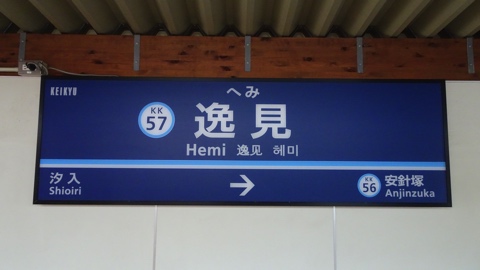 KEIKYU
へみ
KK
57
逸見
Hemi 逸见 헤미
汐入
Shioiri
→
KK
56
安針塚
Anjinzuka